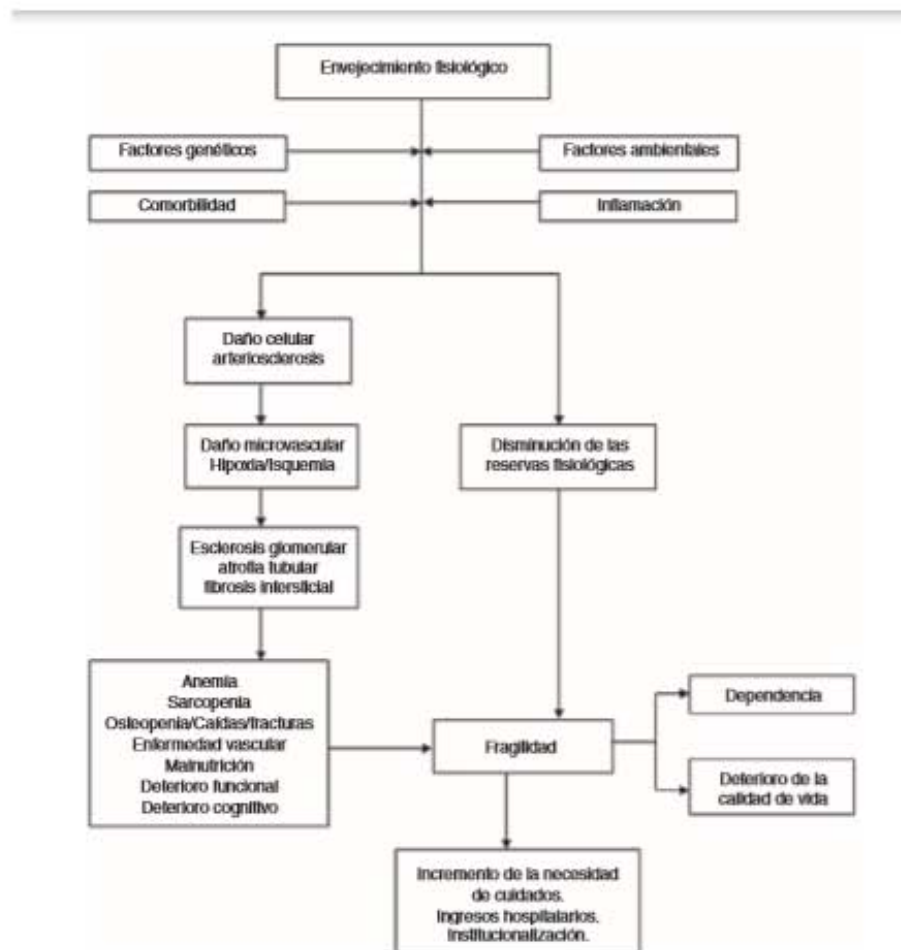 Envejecimiento fisiológico
Factores genéticos
Factores ambientales
Comorbilidad
Inflamación
Daño celular
arteriosclerosis
Daño microvascular
Hipoxia/Isquemia
Disminución de las
reservas fisiológicas
Esclerosis glomerular
atrofia tubular
fibrosis intersticial
Anemia
Sarcopenia
Osteopenia/Caídas/fracturas
Enfermedad vascular
Malnutrición
Deterioro funcional
Deterioro cognitivo
Fragilidad
Dependencia
Deterioro de la
calidad de vida
Incremento de la necesidad
de cuidados.
Ingresos hospitalarios.
Institucionalización.